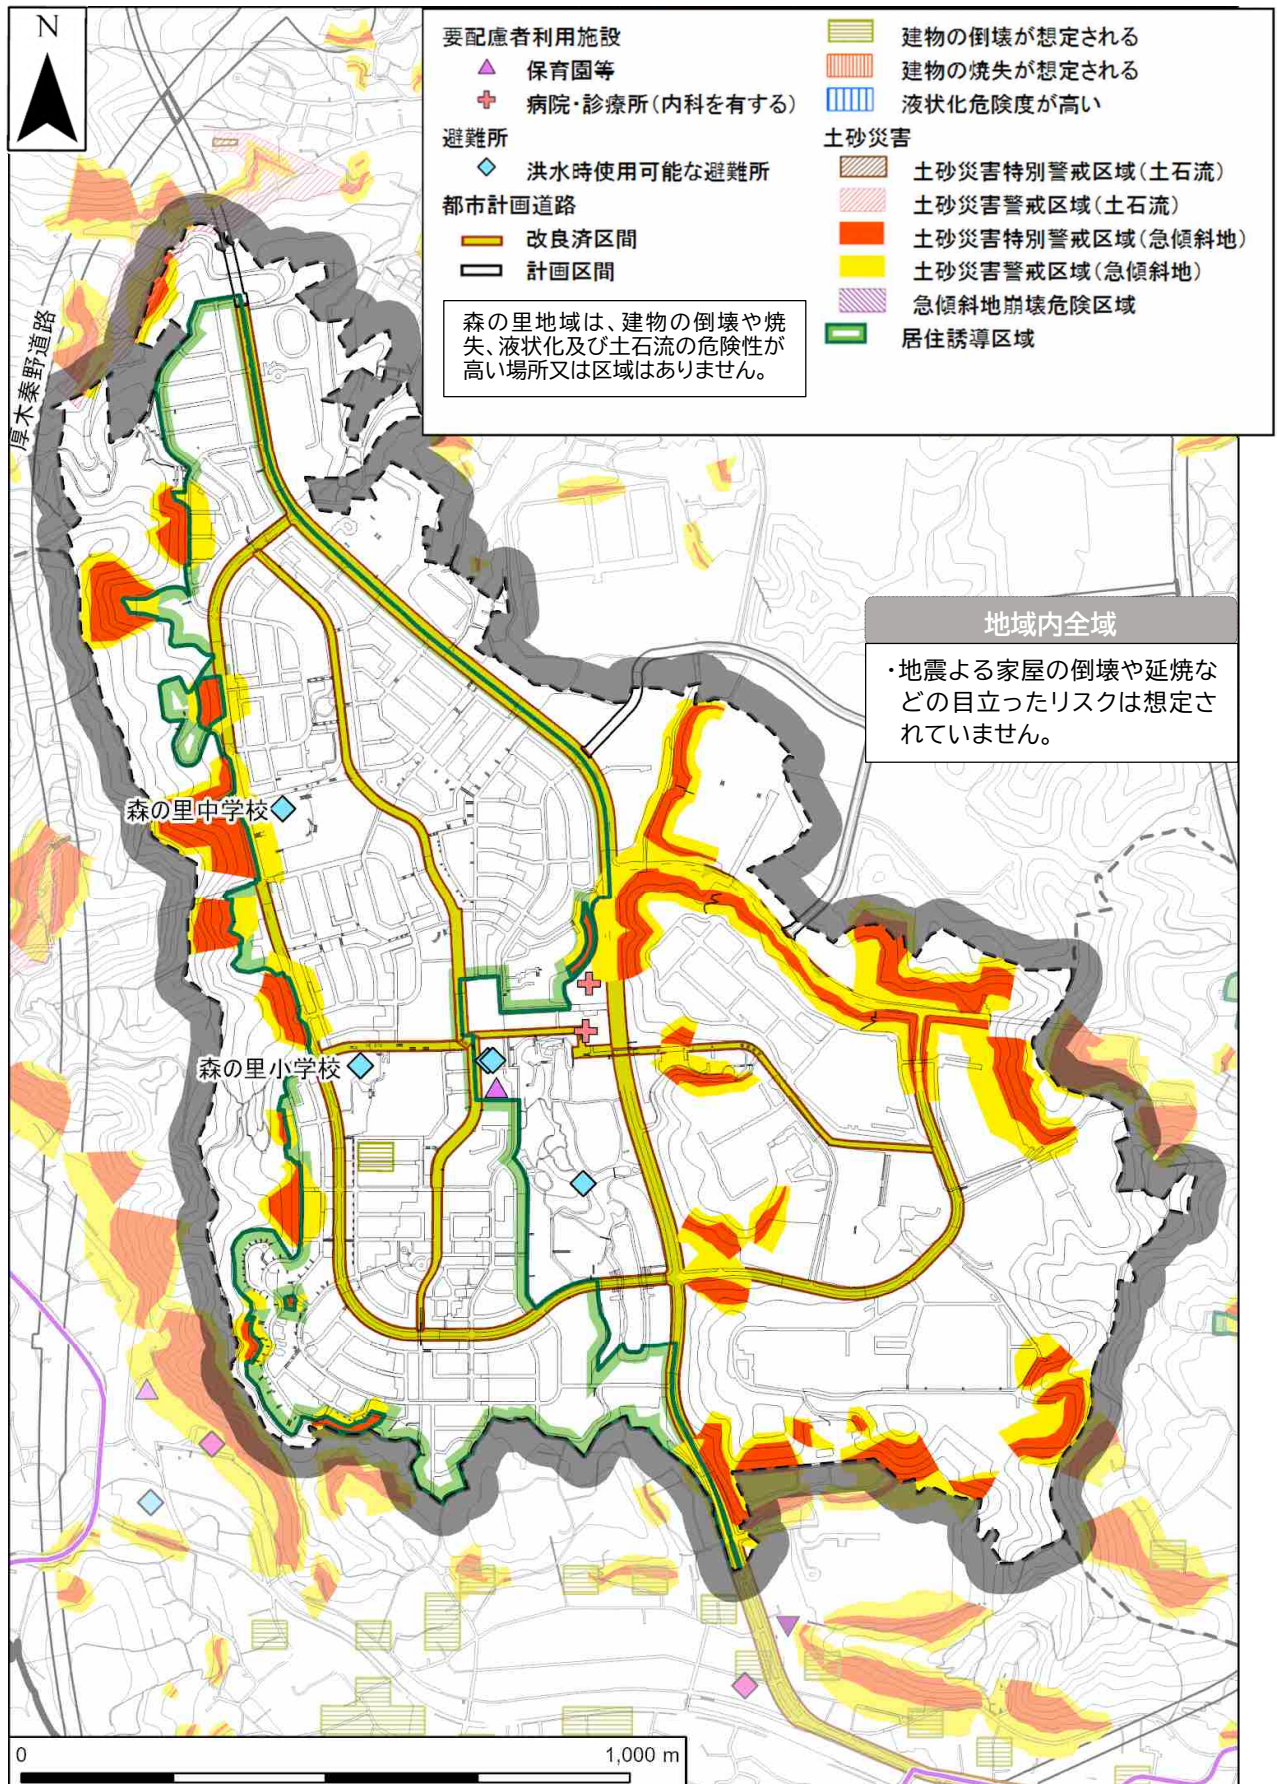 N
要配慮者利用施設
保育園等
病院・診療所(内科を有する)
避難所
洪水時使用可能な避難所
都市計画道路
改良済区間
計画区間
森の里地域は、建物の倒壊や焼
失、液状化及び土石流の危険性が
高い場所又は区域はありません。
建物の倒壊が想定される
建物の焼失が想定される
液状化危険度が高い
土砂災害
土砂災害特別警戒区域(土石流)
土砂災害警戒区域(土石流)
土砂災害特別警戒区域(急傾斜地)
土砂災害警戒区域(急傾斜地)
急傾斜地崩壊危険区域
居住誘導区域
厚木秦野道路
地域内全域
・地震よる家屋の倒壊や延焼な
どの目立ったリスクは想定さ
れていません。
森の里中学校
森の里小学校
0
1,000 m